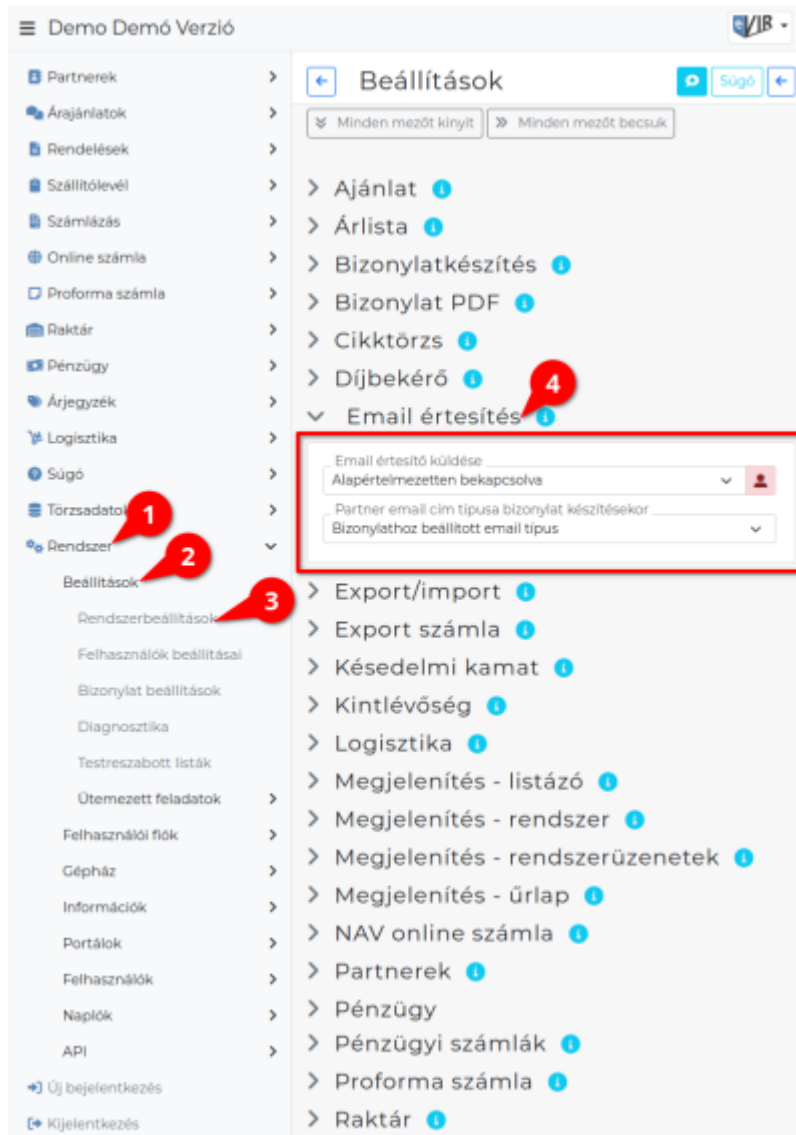 Demo Demó Verzió
eVIR
Partnerek
Árajánlatok
Rendelések
Szállítólevél
Számlázás
Online számla
Proforma számla
Raktár
Pénzügy
Árjegyzék
Logisztika
Súgó
Törzsadatok
1
Rendszer
2
Beállítások
3
Rendszerbeállítások
Felhasználók beállításai
Bizonylat beállítások
Diagnosztika
Testreszabott listák
Ütemezett feladatok
Felhasználói fiók
Gépház
Információk
Portálok
Felhasználók
Naplók
API
Új bejelentkezés
Kijelentkezés
Beállítások
Súgó
Minden mezőt kinyit
Minden mezőt becsuk
Ajánlat
Árlista
Bizonylatkészítés
Bizonylat PDF
Cikktörzs
Díjbekérő
4
Email értesítés
Email értesítő küldése
Alapértelmezetten bekapcsolva
Partner email cím típusa bizonylat készítésekor
Bizonylathoz beállított email típus
Export/import
Export számla
Késedelmi kamat
Kintlévőség
Logisztika
Megjelenítés - listázó
Megjelenítés - rendszer
Megjelenítés - rendszerüzenetek
Megjelenítés - űrlap
NAV online számla
Partnerek
Pénzügy
Pénzügyi számlák
Proforma számla
Raktár